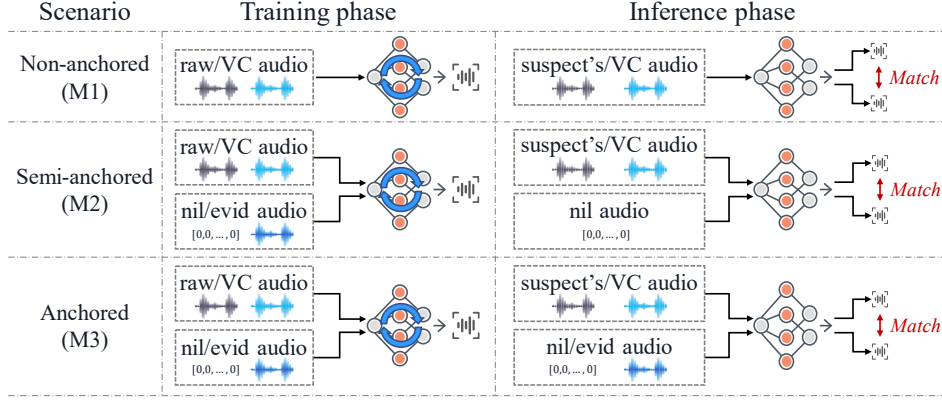 Scenario Training phase Inference phase
Non-anchored
(M1)
raw/VC audio
suspect's/VC audio
Match
Semi-anchored
(M2)
raw/VC audio
nil/evid audio
[0,0, ... , 0]
suspect's/VC audio
nil audio
[0,0, ... , 0]
Match
Anchored
(M3)
raw/VC audio
nil/evid audio
[0,0, ... , 0]
suspect's/VC audio
nil/evid audio
[0,0, ... , 0]
Match